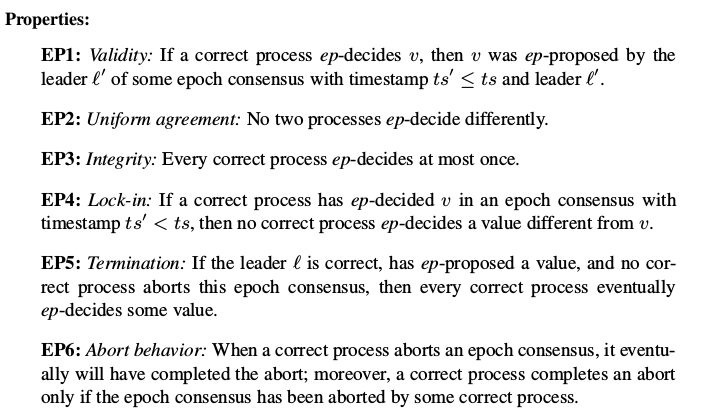 Properties:
EP1: Validity: If a correct process ep-decides v, then v was ep-proposed by the
leader ℓ′ of some epoch consensus with timestamp ts′ ≤ ts and leader ℓ′.
EP2: Uniform agreement: No two processes ep-decide differently.
EP3: Integrity: Every correct process ep-decides at most once.
EP4: Lock-in: If a correct process has ep-decided v in an epoch consensus with
timestamp ts′ < ts, then no correct process ep-decides a value different from v.
EP5: Termination: If the leader ℓ is correct, has ep-proposed a value, and no cor-
rect process aborts this epoch consensus, then every correct process eventually
ep-decides some value.
EP6: Abort behavior: When a correct process aborts an epoch consensus, it eventu-
ally will have completed the abort; moreover, a correct process completes an abort
only if the epoch consensus has been aborted by some correct process.